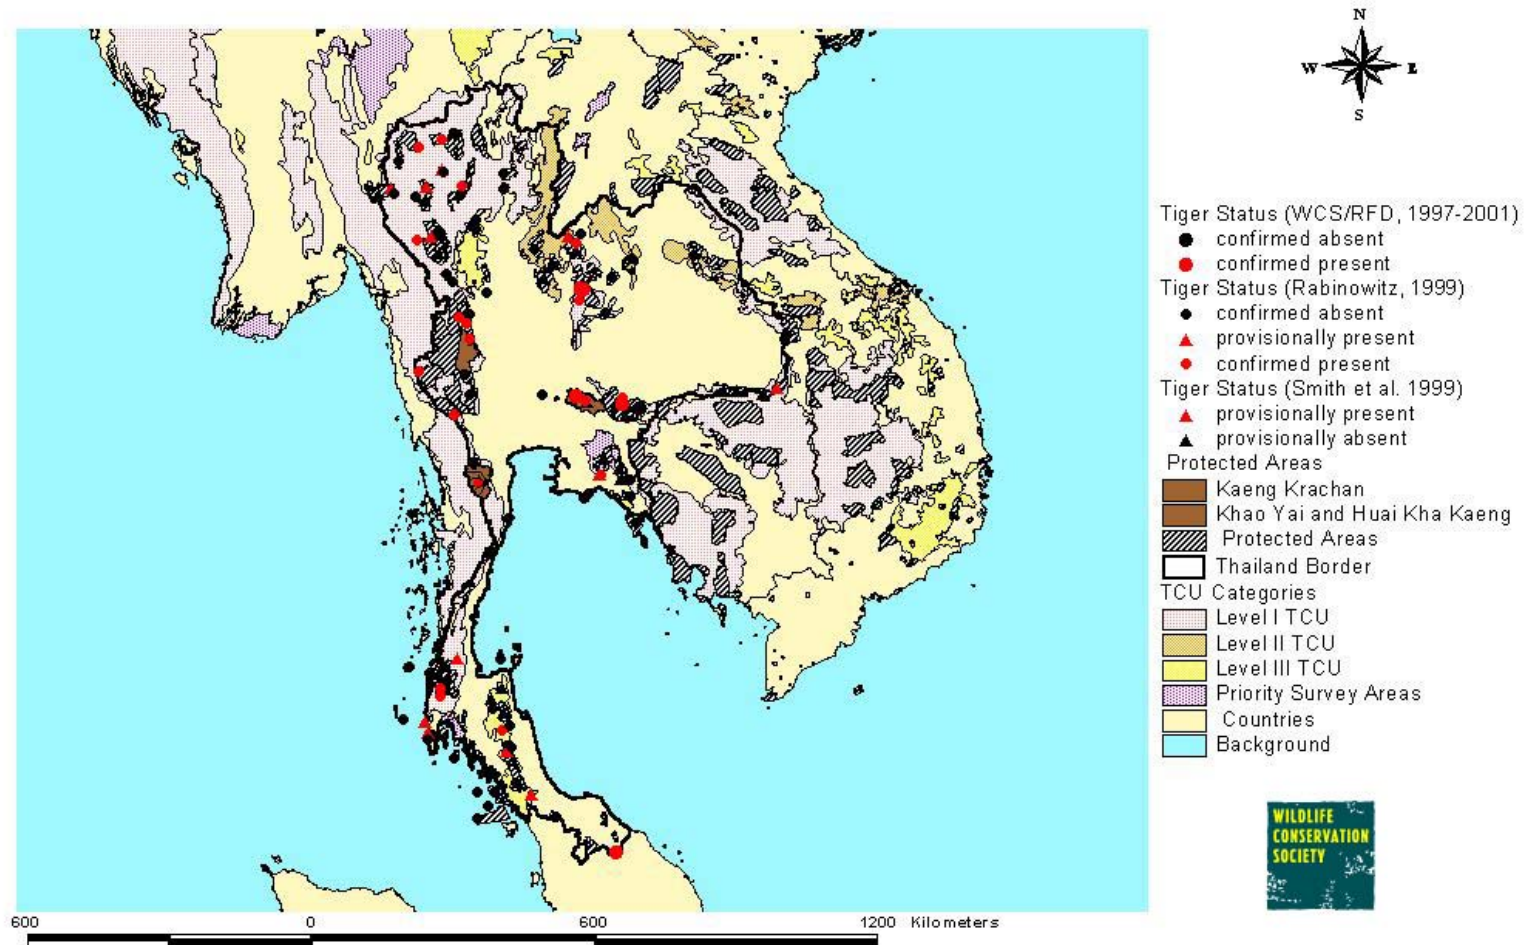 N
W E
S
Tiger Status (WCS/RFD, 1997-2001)
confirmed absent
confirmed present
Tiger Status (Rabinowitz, 1999)
confirmed absent
provisionally present
confirmed present
Tiger Status (Smith et al. 1999)
provisionally present
provisionally absent
Protected Areas
Kaeng Krachan
Khao Yai and Huai Kha Kaeng
Protected Areas
Thailand Border
TCU Categories
Level I TCU
Level II TCU
Level III TCU
Priority Survey Areas
Countries
Background
WILDLIFE
CONSERVATION
SOCIETY
600 0 600 1200 Kilometers